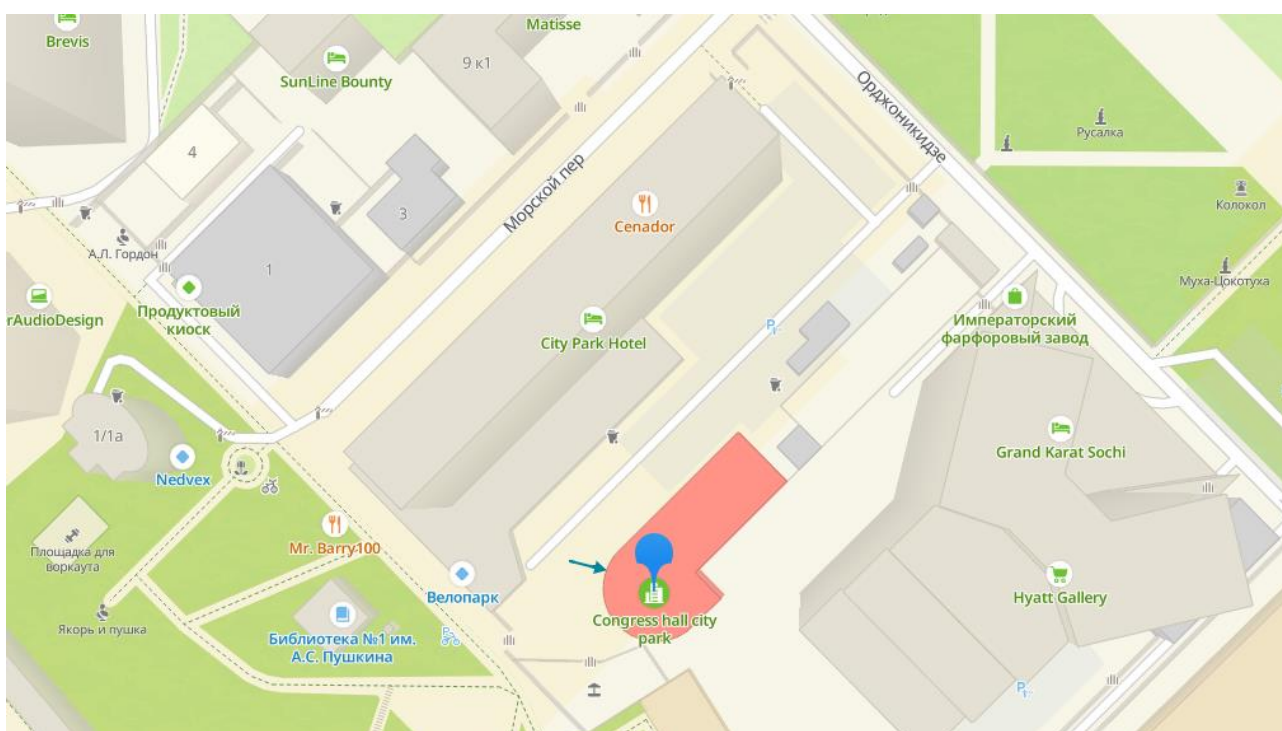 Brevis
Matisse
SunLine Bounty
9 к1
4
Морской пер
Орджоникидзе
Русалка
Колокол
3
Cenador
А.Л. Гордон
1
Муха-Цокотуха
erAudioDesign
Продуктовый
киоск
City Park Hotel
P
Императорский
фарфоровый завод
1/1а
Nedvex
Grand Karat Sochi
Площадка для
воркаута
Mr. Barry100
Велопарк
Hyatt Gallery
Якорь и пушка
Библиотека №1 им.
А.С. Пушкина
P
Congress hall city
park
P